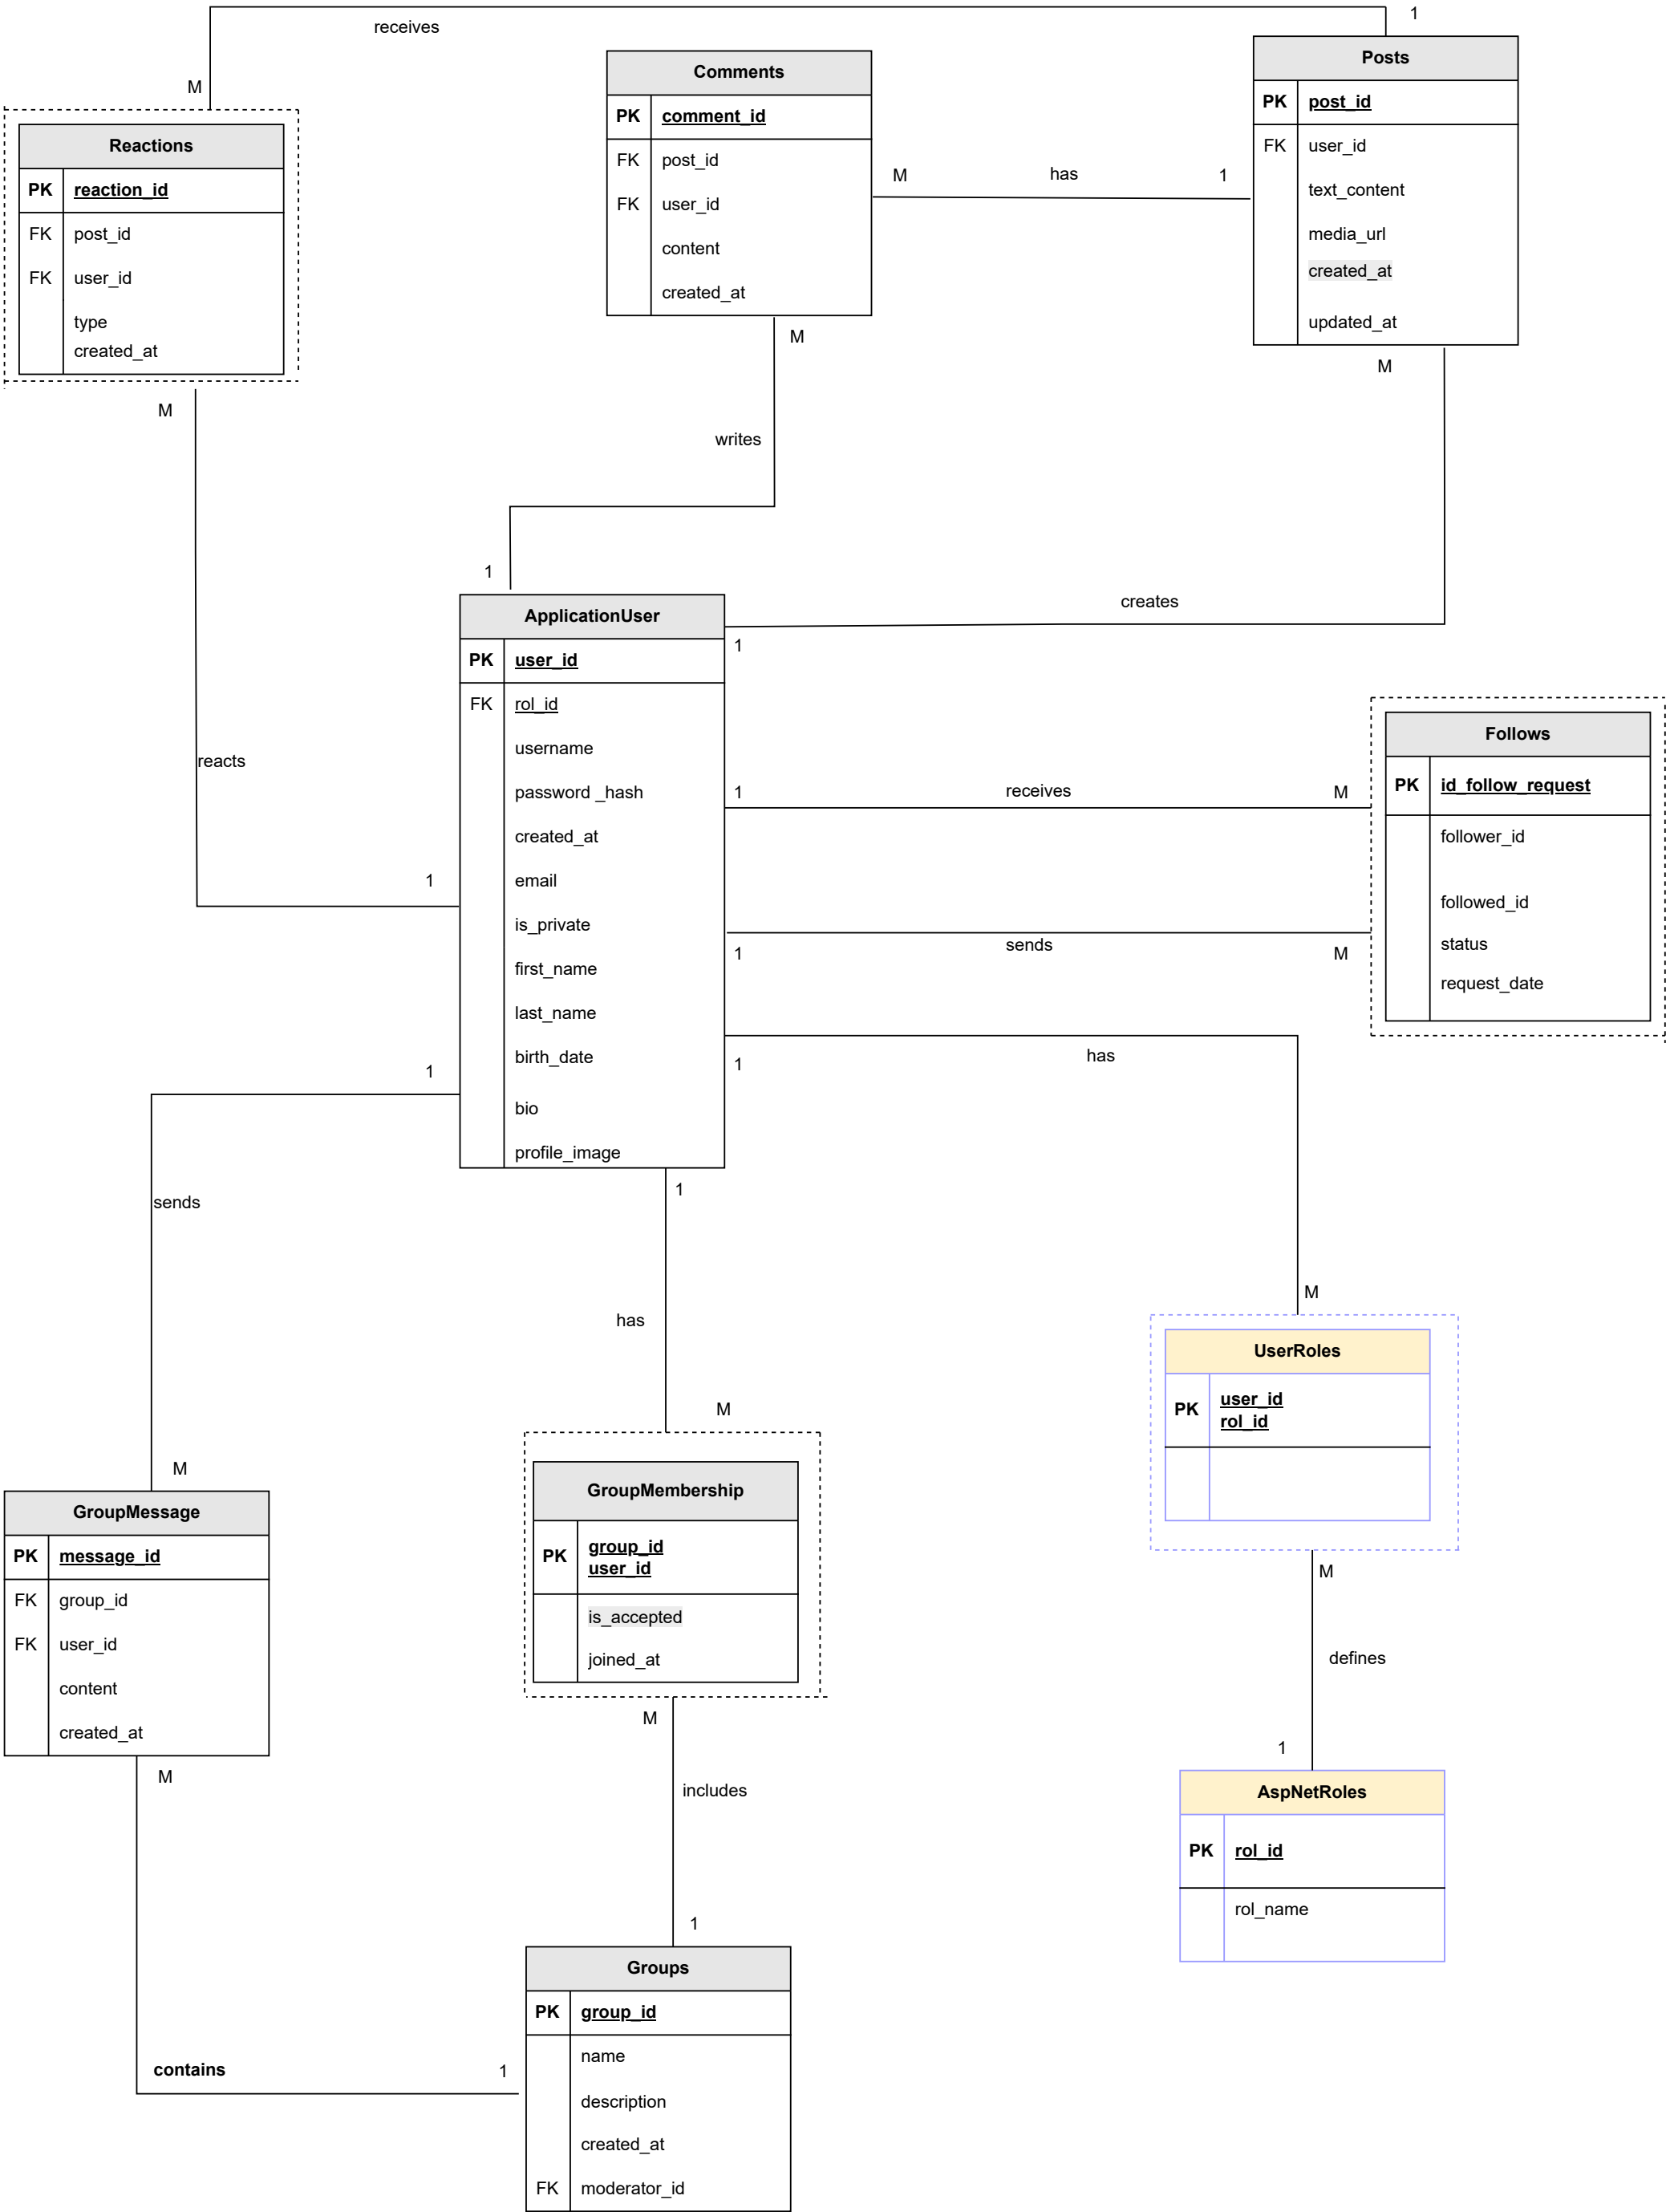 receives
1
M
Reactions
PK reaction_id
FK post_id
FK user_id
type
created_at
M
Comments
PK comment_id
FK post_id
FK user_id
content
created_at
M
M
has
1
Posts
PK post_id
FK user_id
text_content
media_url
created_at
updated_at
M
writes
1
creates
1
reacts
1
ApplicationUser
PK user_id
FK rol_id
username
password _hash
created_at
email
is_private
first_name
last_name
birth_date
bio
profile_image
1
receives
M
1
sends
M
Follows
PK id_follow_request
follower_id
followed_id
status
request_date
1
has
M
1
sends
M
1
has
M
UserRoles
PK user_id
rol_id
M
defines
1
AspNetRoles
PK rol_id
rol_name
GroupMessage
PK message_id
FK group_id
FK user_id
content
created_at
M
GroupMembership
PK group_id
user_id
is_accepted
joined_at
M
includes
1
contains
1
Groups
PK group_id
name
description
created_at
FK moderator_id